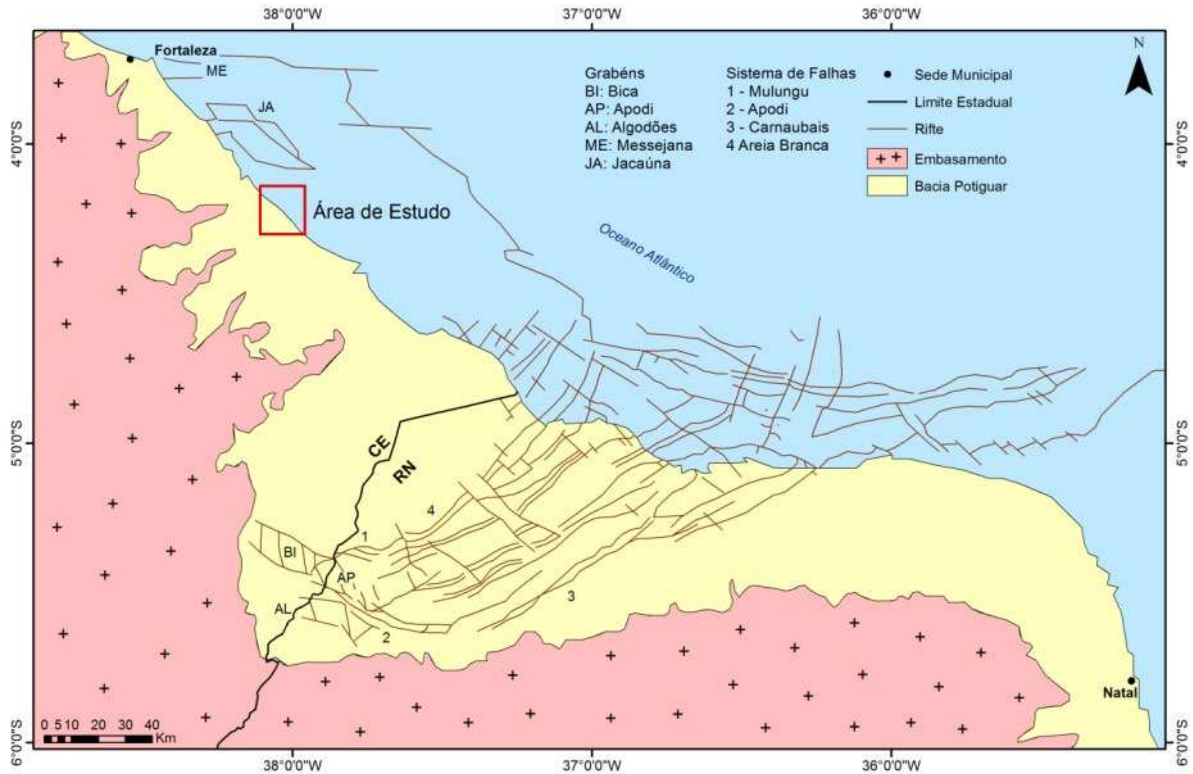 38°0'0"W 37°0'0"W 36°0'0"W
Fortaleza
ME
JA
Grabéns
BI: Bica
AP: Apodi
AL: Algodões
ME: Messejana
JA: Jacaúna
Sistema de Falhas
1 - Mulungu
2 - Apodi
3 - Carnaubais
4 Areia Branca
N
Sede Municipal
Limite Estadual
Rifte
Embasamento
Bacia Potiguar
4°0'0"S 4°0'0"S
Área de Estudo
Oceano Atlântico
5°0'0"S 5°0'0"S
CE
RN
4
1
BI
AP
AL
3
2
Natal
0 5 10 20 30 40
Km
6°0'0"S 6°0'0"S
38°0'0"W 37°0'0"W 36°0'0"W